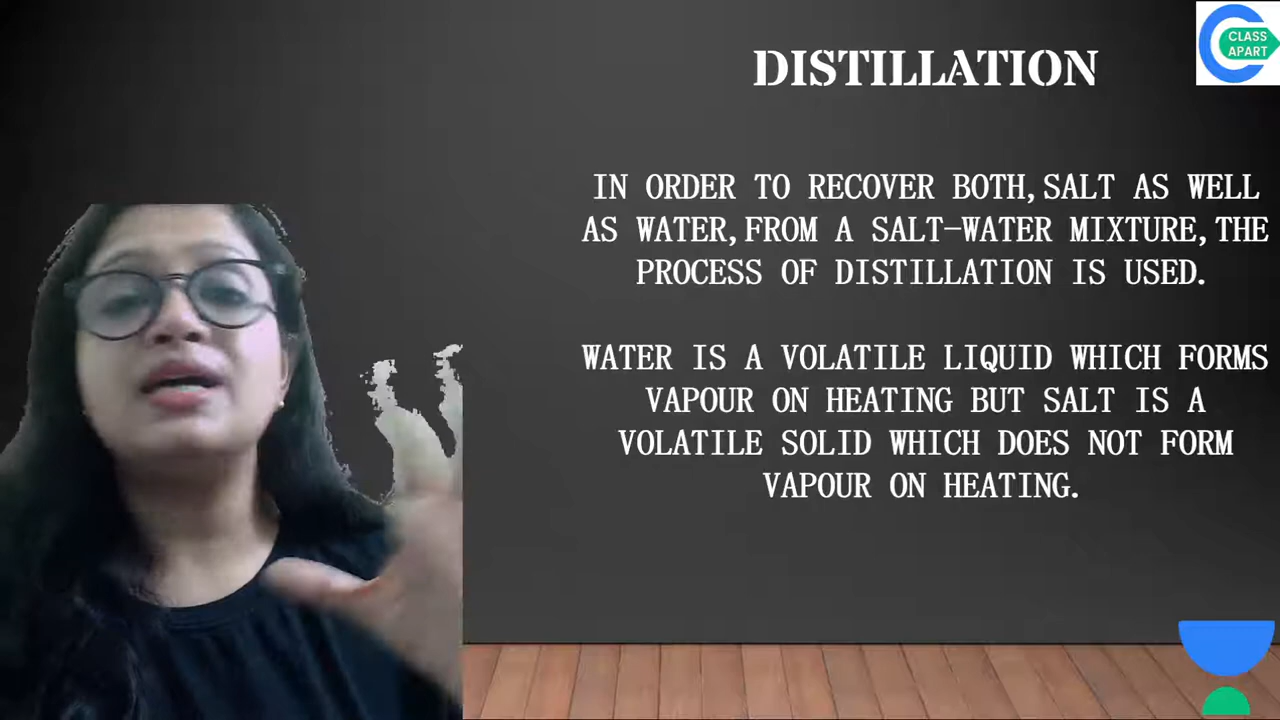 CLASS
APART
DISTILLATION
IN ORDER TO RECOVER BOTH,SALT AS WELL
AS WATER,FROM A SALT-WATER MIXTURE,THE
PROCESS OF DISTILLATION IS USED.
WATER IS A VOLATILE LIQUID WHICH FORMS
VAPOUR ON HEATING BUT SALT IS A
VOLATILE SOLID WHICH DOES NOT FORM
VAPOUR ON HEATING.